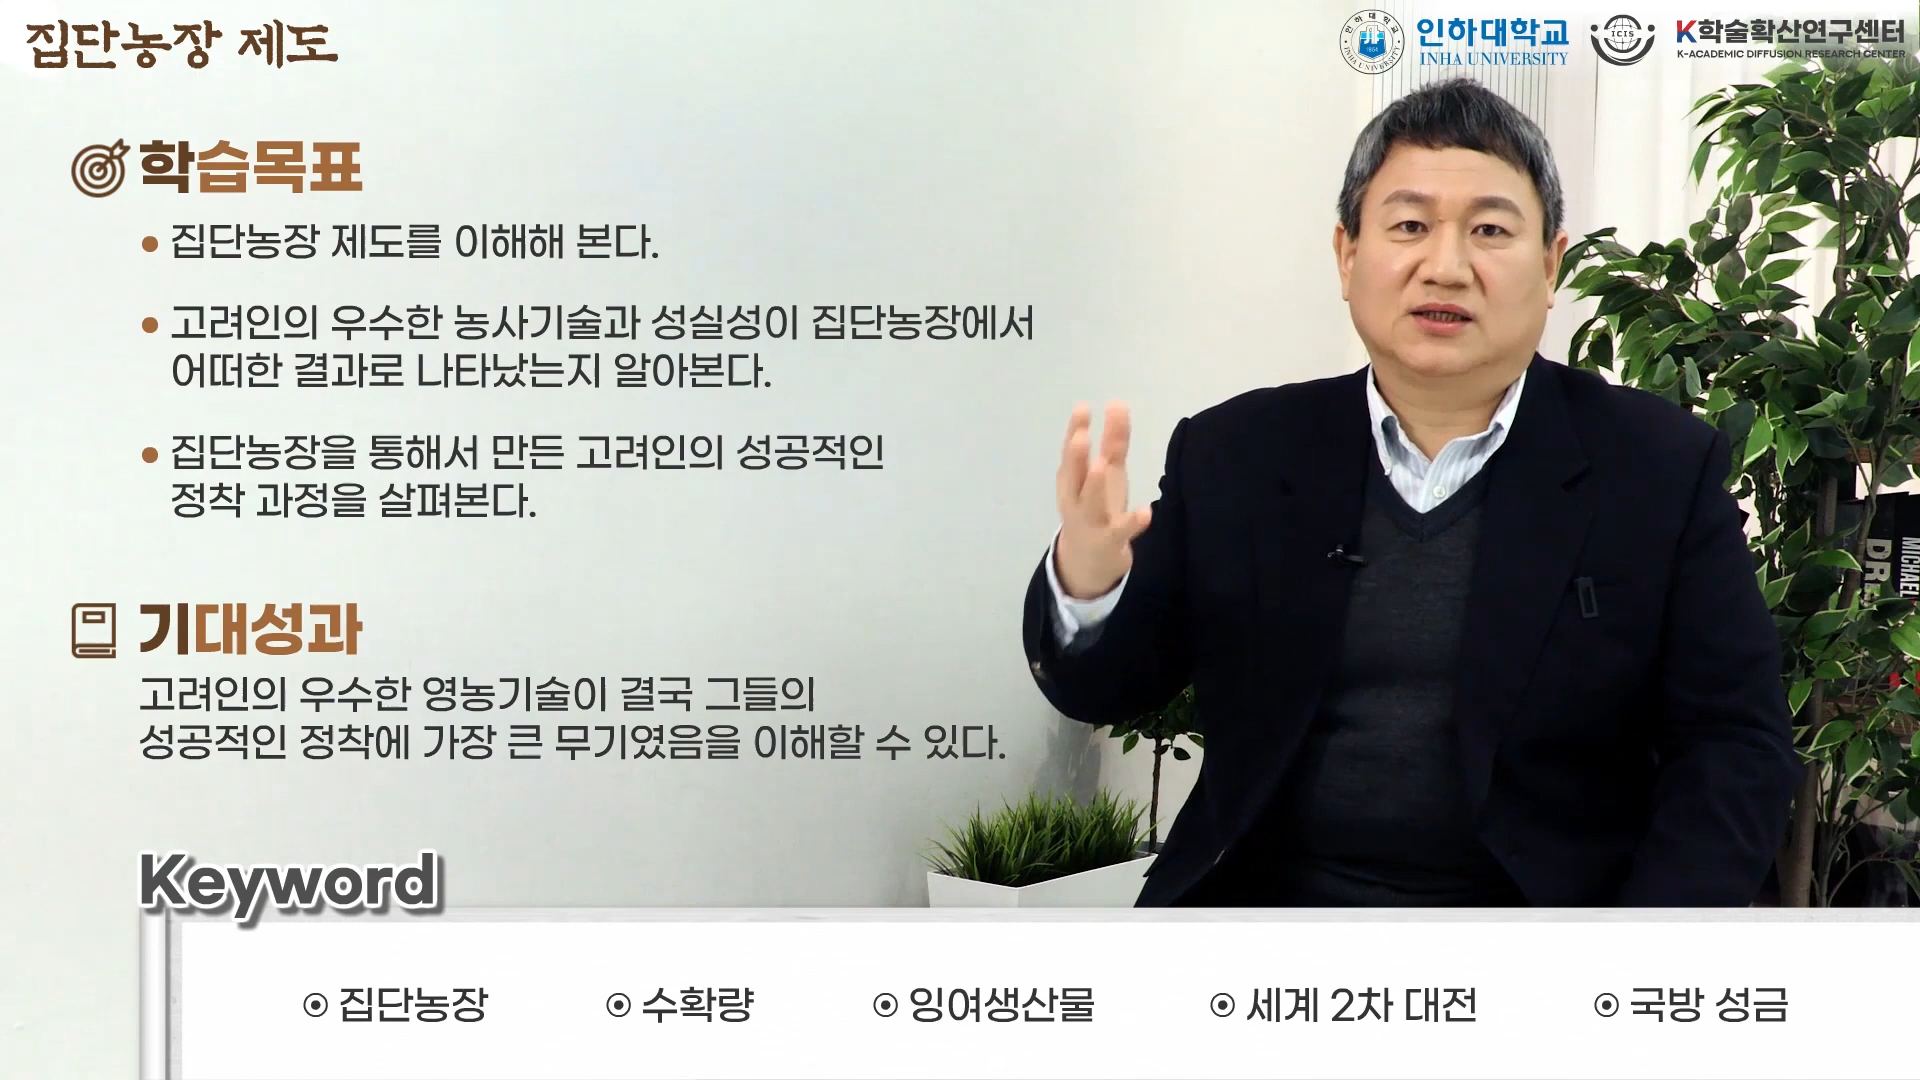 집단농장 제도
인하대학교
INHA UNIVERSITY
ICIS
K학술확산연구센터
K-ACADEMIC DIFFUSION RESEARCH CENTER
학습목표
집단농장 제도를 이해해 본다.
고려인의 우수한 농사기술과 성실성이 집단농장에서
어떠한 결과로 나타났는지 알아본다.
집단농장을 통해서 만든 고려인의 성공적인
정착 과정을 살펴본다.
기대성과
고려인의 우수한 영농기술이 결국 그들의
성공적인 정착에 가장 큰 무기였음을 이해할 수 있다.
MICHAEL
Keyword
집단농장
수확량
잉여생산물
세계 2차 대전
국방 성금